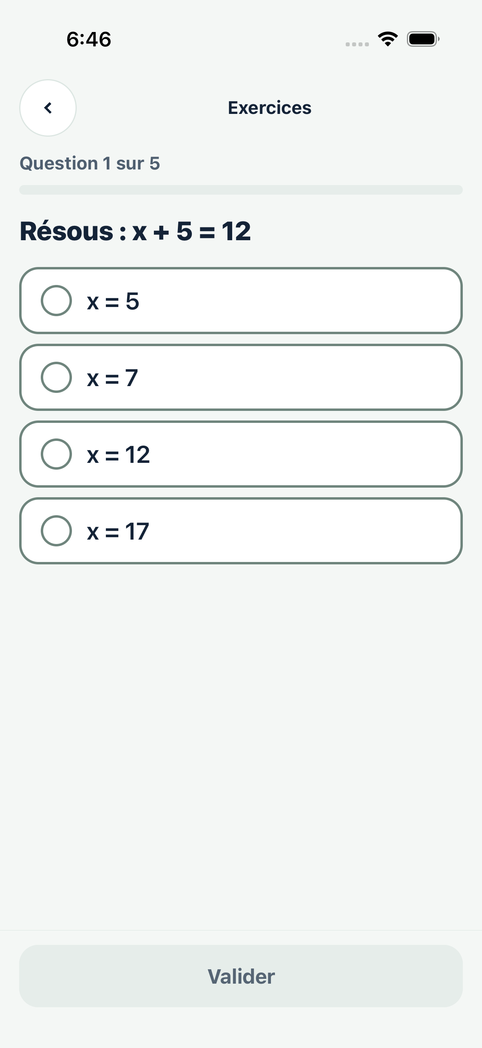 6:46
Exercices
Question 1 sur 5
Résous : x + 5 = 12
x = 5
x = 7
x = 12
x = 17
Valider